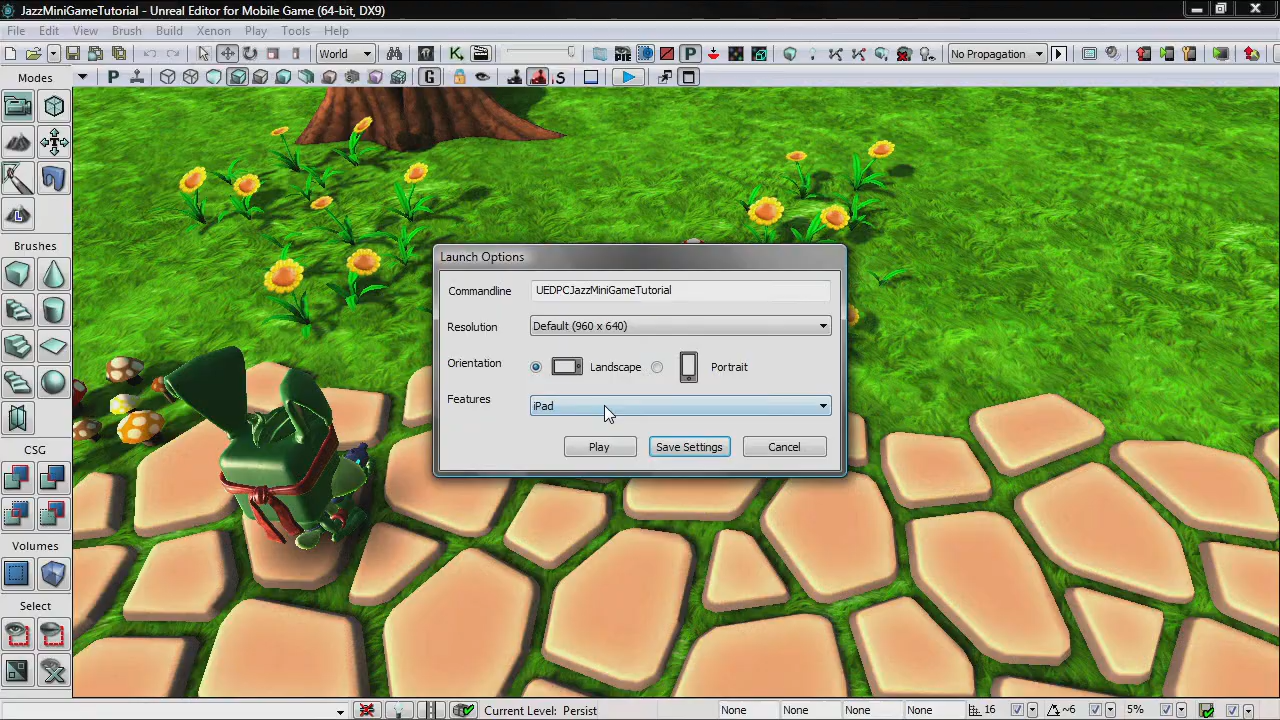 JazzMiniGameTutorial - Unreal Editor for Mobile Game (64-bit, DX9)
File Edit View Brush Build Xenon Play Tools Help
World
No Propagation
Modes
P
G
S
L
Brushes
CSG
Volumes
Select
Launch Options
Commandline UEDPCJazzMiniGameTutorial
Resolution Default (960 x 640)
Orientation Landscape Portrait
Features iPad
Play Save Settings Cancel
Current Level: Persist None None None None 16 ~6 5%